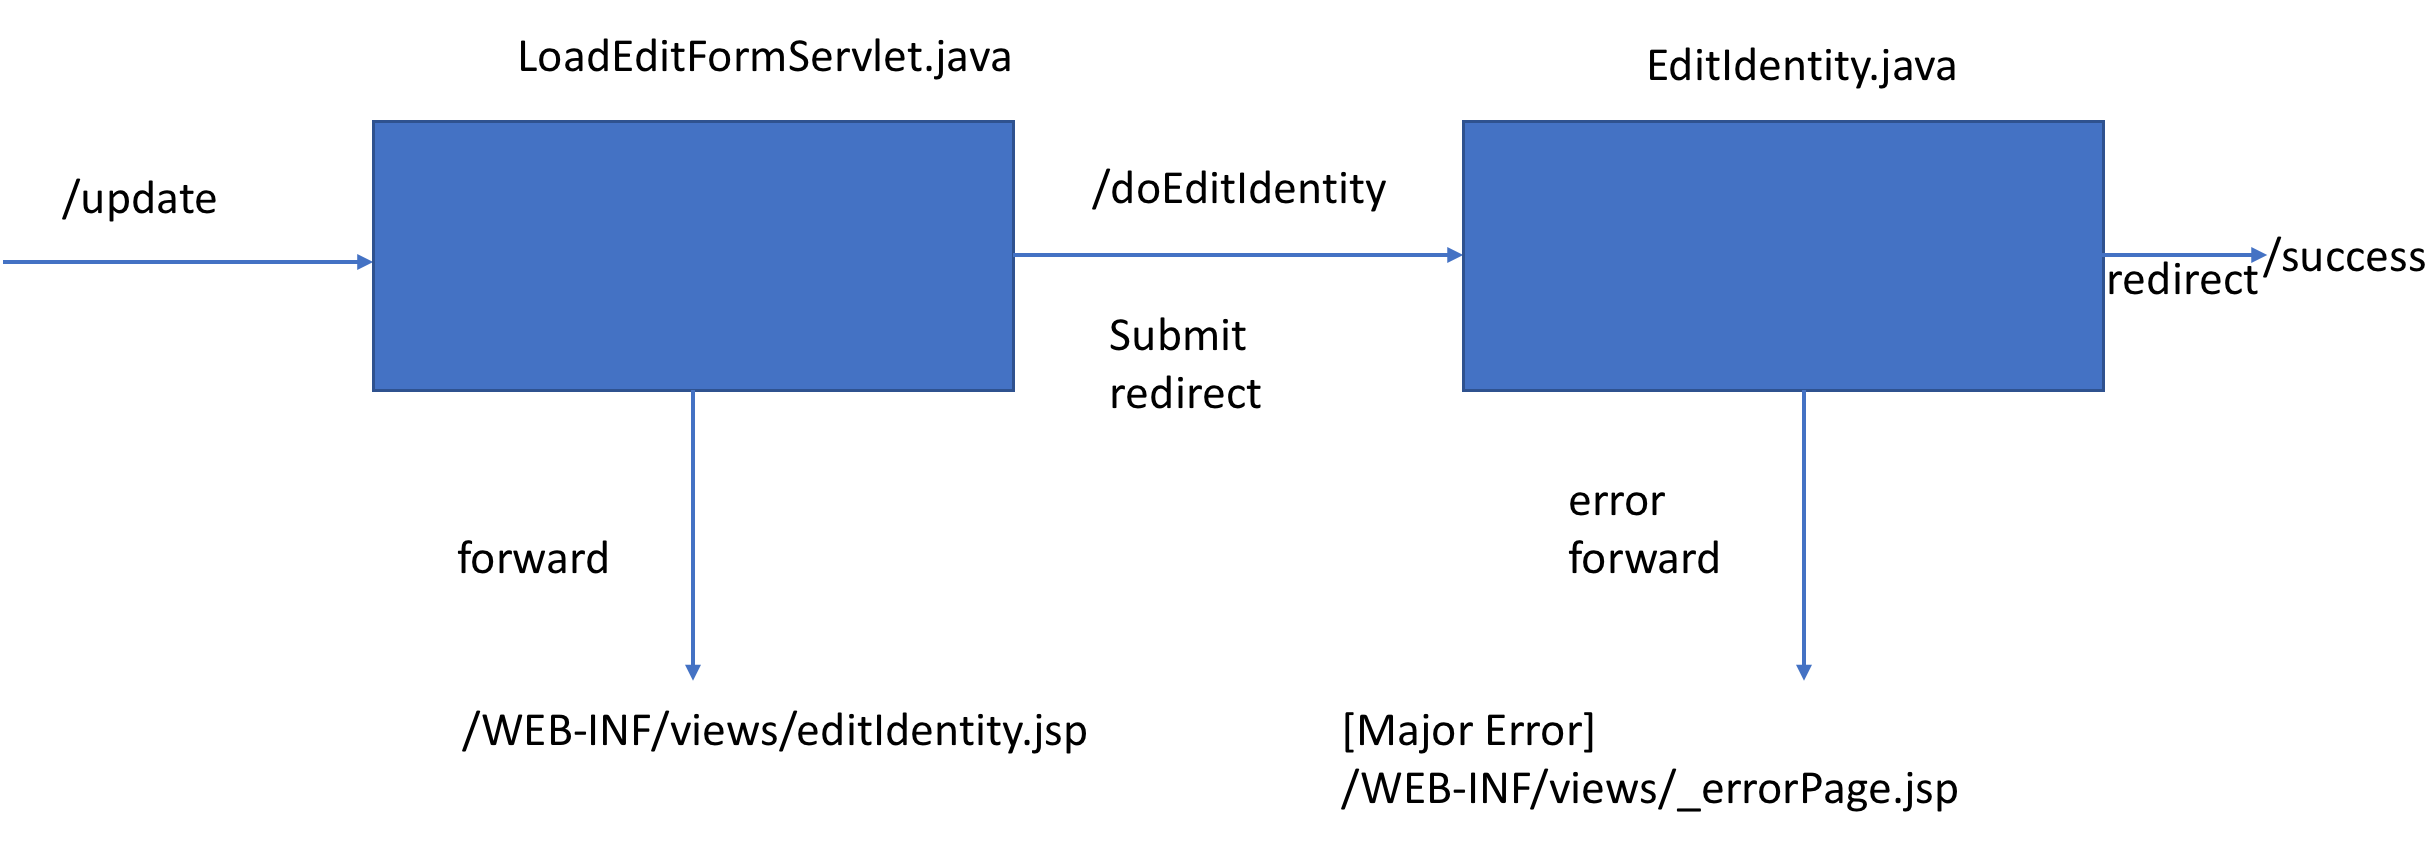 LoadEditFormServlet.java
EditIdentity.java
/update
/doEditIdentity
redirect
/success
Submit
redirect
forward
error
forward
/WEB-INF/views/editIdentity.jsp
[Major Error]
/WEB-INF/views/_errorPage.jsp